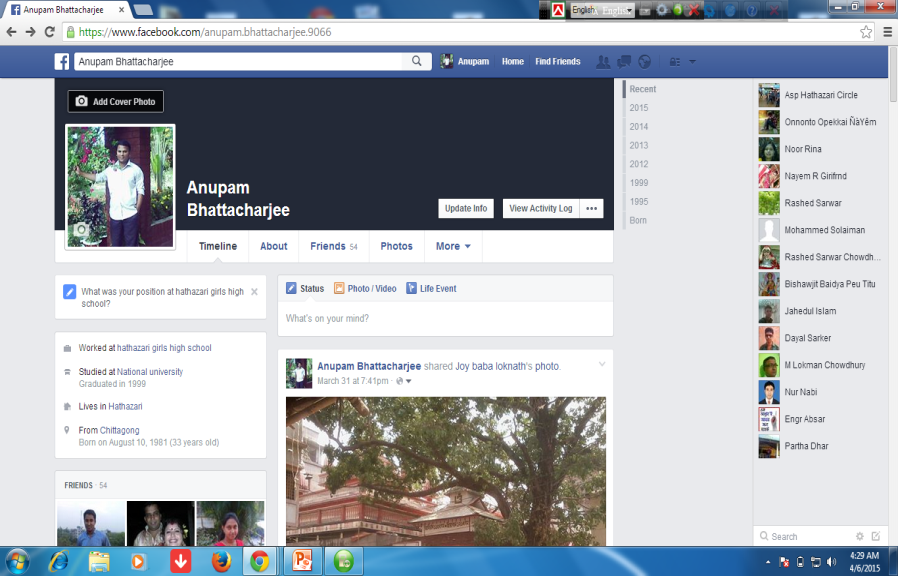 Anupam Bhattacharjee
English
https://www.facebook.com/anupam.bhattacharjee.9066
Anupam Bhattacharjee
Anupam Home Find Friends
Add Cover Photo
Anupam
Bhattacharjee
Update Info View Activity Log
Timeline About Friends 54 Photos More
What was your position at hathazari girls high
school?
Worked at hathazari girls high school
Studied at National university
Graduated in 1999
Lives in Hathazari
From Chittagong
Born on August 10, 1981 (33 years old)
FRIENDS · 54
Status Photo / Video Life Event
What's on your mind?
Anupam Bhattacharjee shared Joy baba loknath's photo.
March 31 at 7:41pm ·
Recent
2015
2014
2013
2012
1999
1995
Born
Asp Hathazari Circle
Onnonto Opekkai ÑäYêm
Noor Rina
Nayem R Girifrnd
Rashed Sarwar
Mohammed Solaiman
Rashed Sarwar Chowdh...
Bishawjit Baidya Peu Titu
Jahedul Islam
Dayal Sarker
M Lokman Chowdhury
Nur Nabi
Engr Absar
Partha Dhar
Search
4:29 AM
4/6/2015